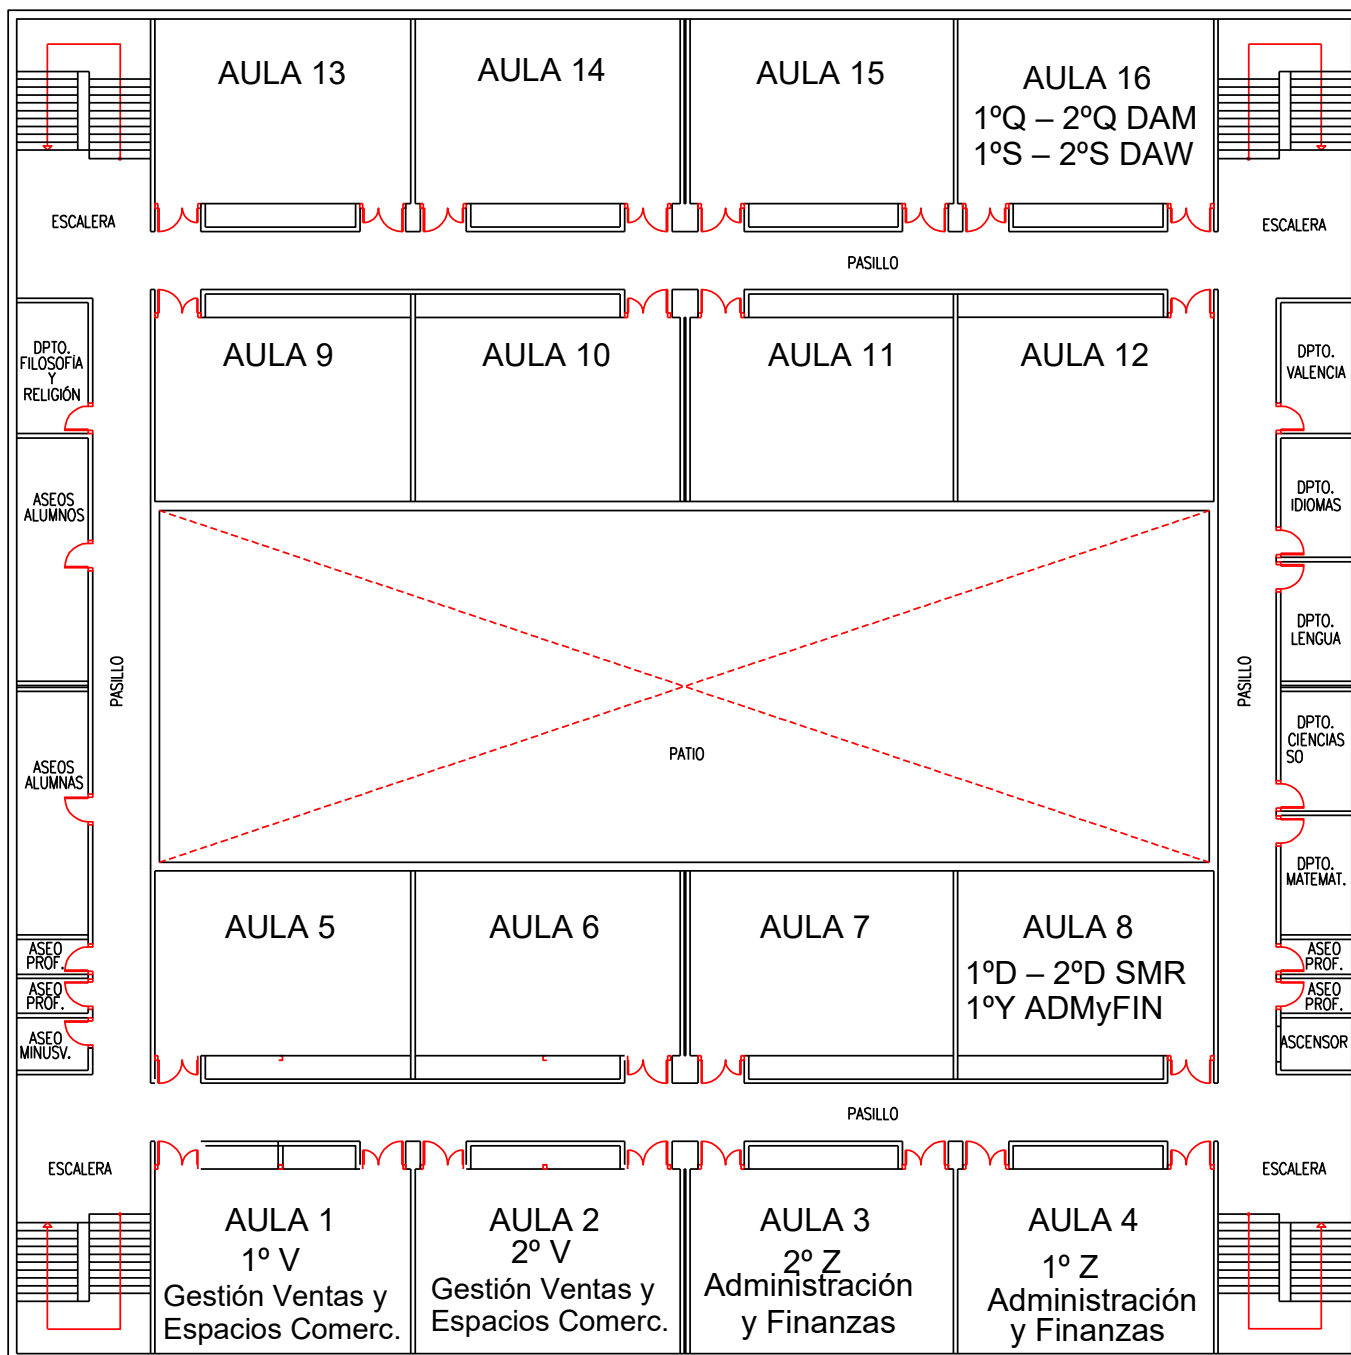 AULA 13
AULA 14
AULA 15
AULA 16
1ºQ – 2ºQ DAM
1ºS – 2ºS DAW
ESCALERA
ESCALERA
PASILLO
DPTO.
FILOSOFÍA
Y
RELIGIÓN
AULA 9
AULA 10
AULA 11
AULA 12
DPTO.
VALENCIA
ASEOS
ALUMNOS
DPTO.
IDIOMAS
DPTO.
LENGUA
PASILLO
PASILLO
DPTO.
CIENCIAS
SO
PATIO
ASEOS
ALUMNAS
DPTO.
MATEMÁT.
AULA 5
AULA 6
AULA 7
AULA 8
1ºD – 2ºD SMR
1ºY ADMyFIN
ASEO
PROF.
ASEO
PROF.
ASEO
MINUSV.
ASEO
PROF.
ASEO
PROF.
ASCENSOR
PASILLO
ESCALERA
ESCALERA
AULA 1
1º V
Gestión Ventas y
Espacios Comerc.
AULA 2
2º V
Gestión Ventas y
Espacios Comerc.
AULA 3
2º Z
Administración
y Finanzas
AULA 4
1º Z
Administración
y Finanzas